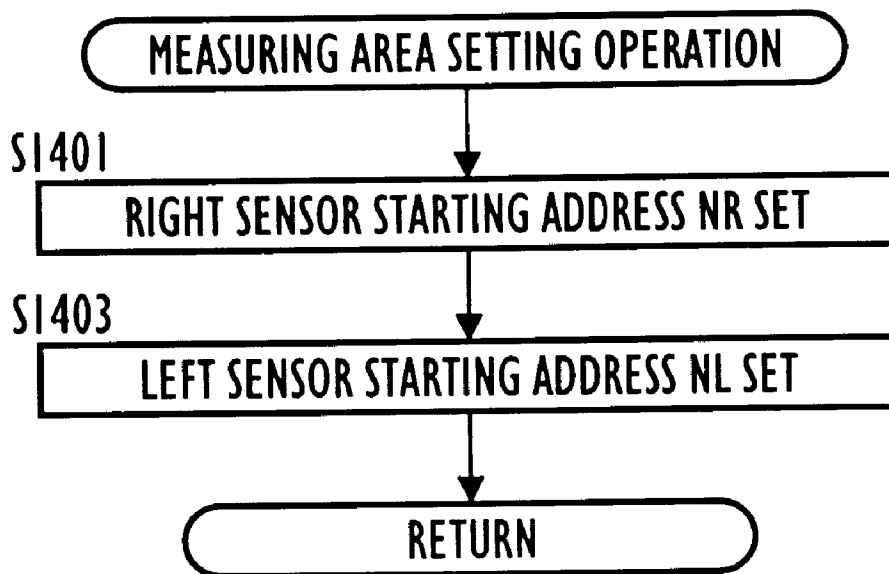 MEASURING AREA SETTING OPERATION
S1401
RIGHT SENSOR STARTING ADDRESS NR SET
S1403
LEFT SENSOR STARTING ADDRESS NL SET
RETURN